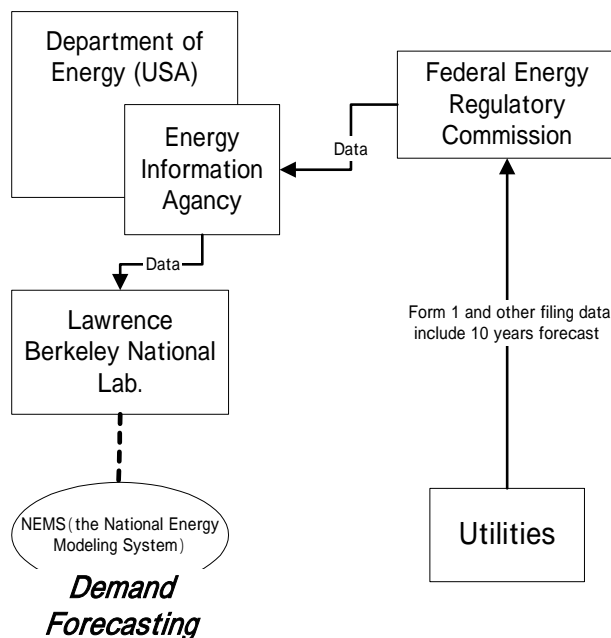 Department of
Energy (USA)
Federal Energy
Regulatory
Commission
Energy
Information
Agancy
Data
Data
Lawrence
Berkeley National
Lab.
Form 1 and other filing data
include 10 years forecast
NEMS(the National Energy
Modeling System)
Utilities
Demand
Forecasting